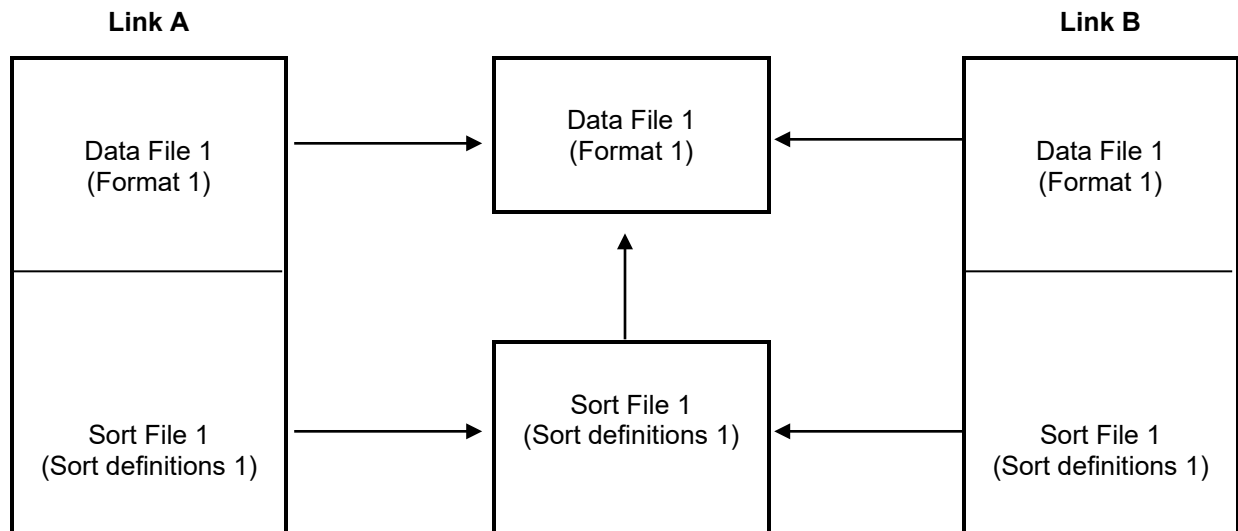 Link A
Link B
Data File 1
(Format 1)
Data File 1
(Format 1)
Data File 1
(Format 1)
Sort File 1
(Sort definitions 1)
Sort File 1
(Sort definitions 1)
Sort File 1
(Sort definitions 1)